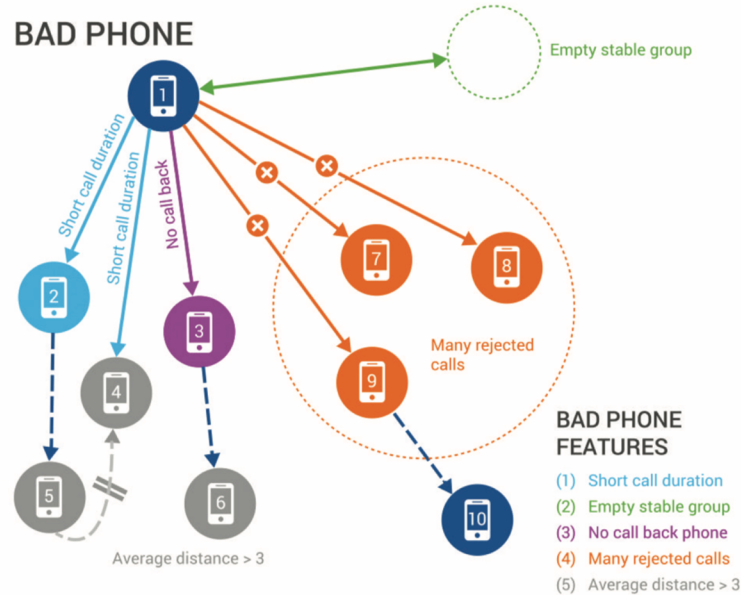 BAD PHONE
Empty stable group
1
Short call duration
Short call duration
No call back
7
8
2
3
Many rejected
calls
4
9
5
6
10
Average distance > 3
BAD PHONE
FEATURES
(1) Short call duration
(2) Empty stable group
(3) No call back phone
(4) Many rejected calls
(5) Average distance > 3